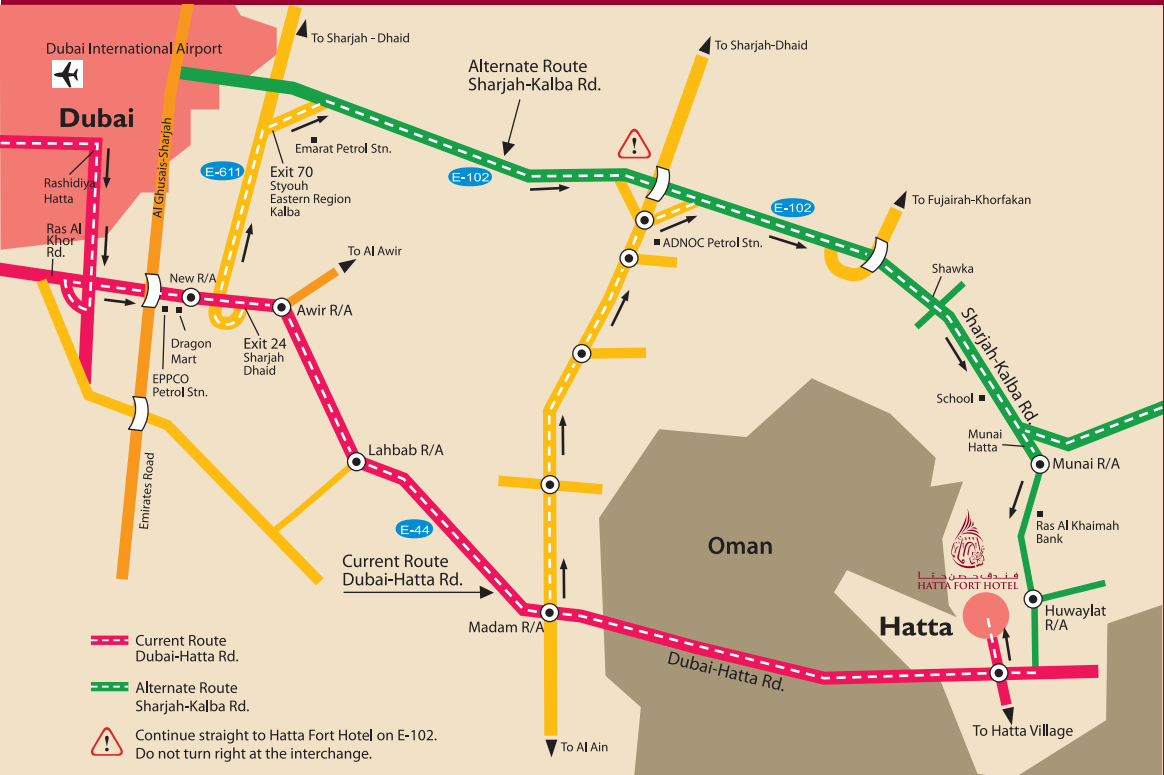 Dubai International Airport
Dubai
To Sharjah - Dhaid
Alternate Route
Sharjah-Kalba Rd.
To Sharjah-Dhaid
Al Ghusais-Sharjah
Emarat Petrol Stn.
E-611
Exit 70
Styouh
Eastern Region
Kalba
E-102
!
E-102
To Fujairah-Khorfakan
Rashidiya
Hatta
Ras Al
Khor
Rd.
To Al Awir
ADNOC Petrol Stn.
Shawka
New R/A
Awir R/A
Dragon
Mart
Exit 24
Sharjah
Dhaid
EPPCO
Petrol Stn.
Sharjah-Kalba Rd.
School
Munai
Hatta
Munai R/A
Emirates Road
Lahbab R/A
E-44
Ras Al Khaimah
Bank
Oman
Current Route
Dubai-Hatta Rd.
فندق حصن حتا
HATTA FORT HOTEL
Huwaylat
R/A
Madam R/A
Hatta
Dubai-Hatta Rd.
To Hatta Village
To Al Ain
Current Route
Dubai-Hatta Rd.
Alternate Route
Sharjah-Kalba Rd.
!
Continue straight to Hatta Fort Hotel on E-102.
Do not turn right at the interchange.